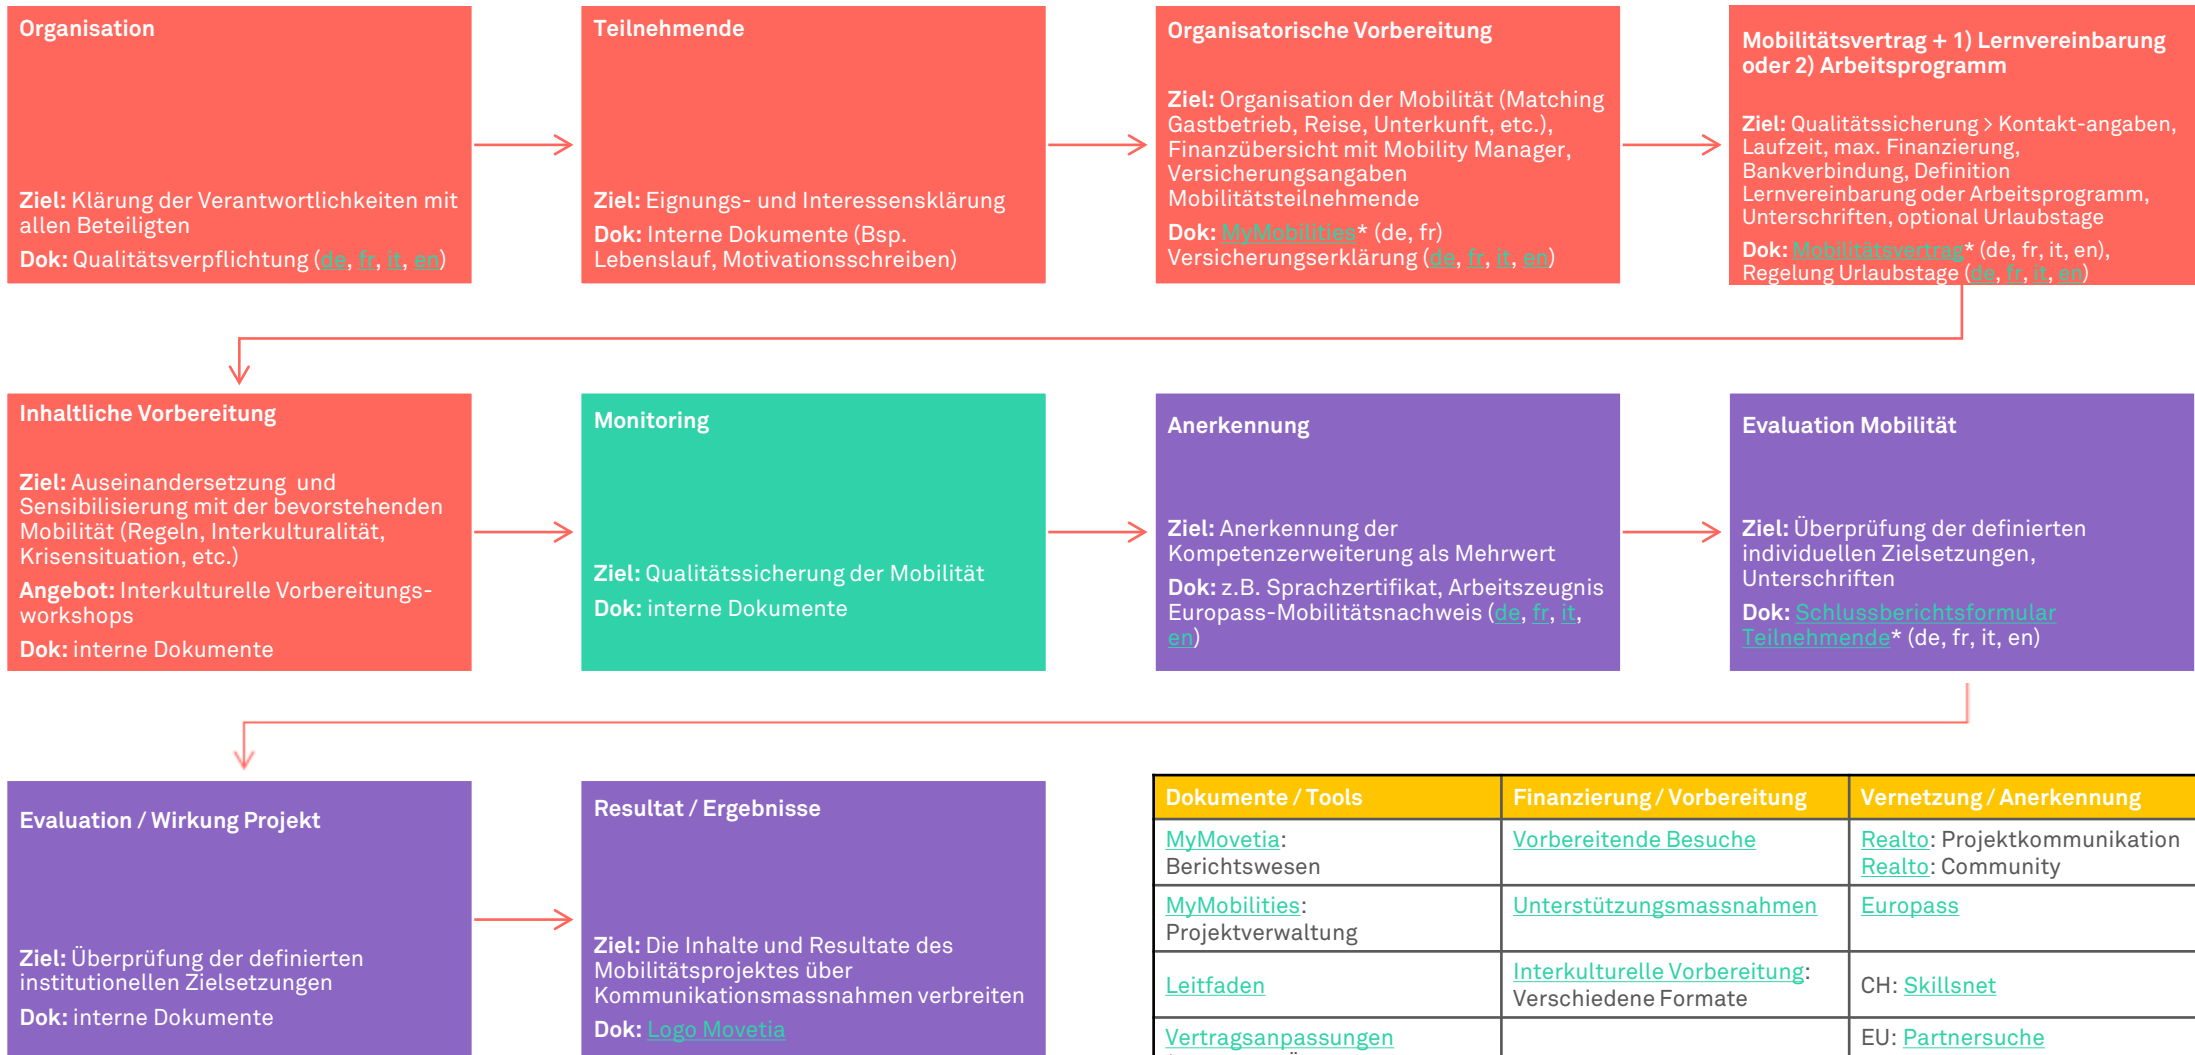 Organisation
Ziel: Klärung der Verantwortlichkeiten mit
allen Beteiligten
Dok: Qualitätsverpflichtung (de, fr, it, en)
Teilnehmende
Ziel: Eignungs- und Interessensklärung
Dok: Interne Dokumente (Bsp.
Lebenslauf, Motivationsschreiben)
Organisatorische Vorbereitung
Ziel: Organisation der Mobilität (Matching
Gastbetrieb, Reise, Unterkunft, etc.),
Finanzübersicht mit Mobility Manager,
Versicherungsangaben
Mobilitätsteilnehmende
Dok: MyMobilities* (de, fr)
Versicherungserklärung (de, fr, it, en)
Mobilitätsvertrag + 1) Lernvereinbarung
oder 2) Arbeitsprogramm
Ziel: Qualitätssicherung > Kontakt-angaben,
Laufzeit, max. Finanzierung,
Bankverbindung, Definition
Lernvereinbarung oder Arbeitsprogramm,
Unterschriften, optional Urlaubstage
Dok: Mobilitätsvertrag* (de, fr, it, en),
Regelung Urlaubstage (de, fr, it, en)
Inhaltliche Vorbereitung
Ziel: Auseinandersetzung und
Sensibilisierung mit der bevorstehenden
Mobilität (Regeln, Interkulturalität,
Krisensituation, etc.)
Angebot: Interkulturelle Vorbereitungs-
workshops
Dok: interne Dokumente
Monitoring
Ziel: Qualitätssicherung der Mobilität
Dok: interne Dokumente
Anerkennung
Ziel: Anerkennung der
Kompetenzerweiterung als Mehrwert
Dok: z.B. Sprachzertifikat, Arbeitszeugnis
Europass-Mobilitätsnachweis (de, fr, it,
en)
Evaluation Mobilität
Ziel: Überprüfung der definierten
individuellen Zielsetzungen,
Unterschriften
Dok: Schlussberichtsformular
Teilnehmende* (de, fr, it, en)
Evaluation / Wirkung Projekt
Ziel: Überprüfung der definierten
institutionellen Zielsetzungen
Dok: interne Dokumente
Resultat / Ergebnisse
Ziel: Die Inhalte und Resultate des
Mobilitätsprojektes über
Kommunikationsmassnahmen verbreiten
Dok: Logo Movetia
Dokumente / Tools
Finanzierung / Vorbereitung
Vernetzung / Anerkennung
MyMovetia:
Berichtswesen
Vorbereitende Besuche
Realto: Projektkommunikation
Realto: Community
MyMobilities:
Projektverwaltung
Unterstützungsmassnahmen
Europass
Leitfaden
Interkulturelle Vorbereitung:
Verschiedene Formate
CH: Skillsnet
Vertragsanpassungen
EU: Partnersuche